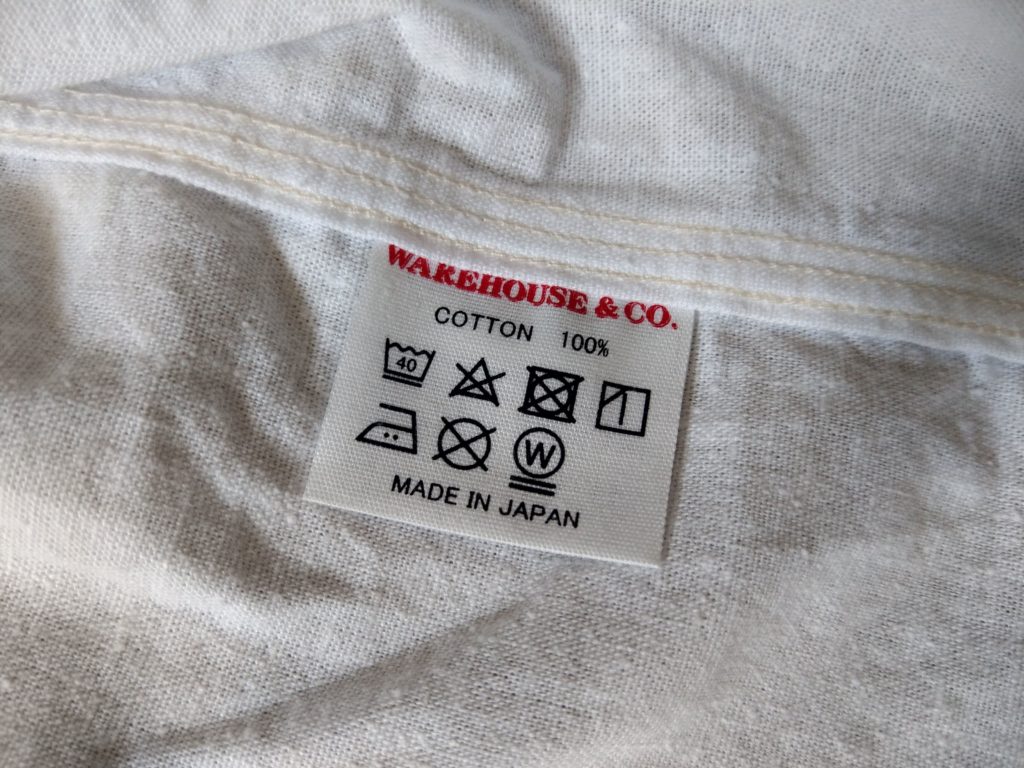 WAREHOUSE & CO.
COTTON 100%
40
W
MADE IN JAPAN